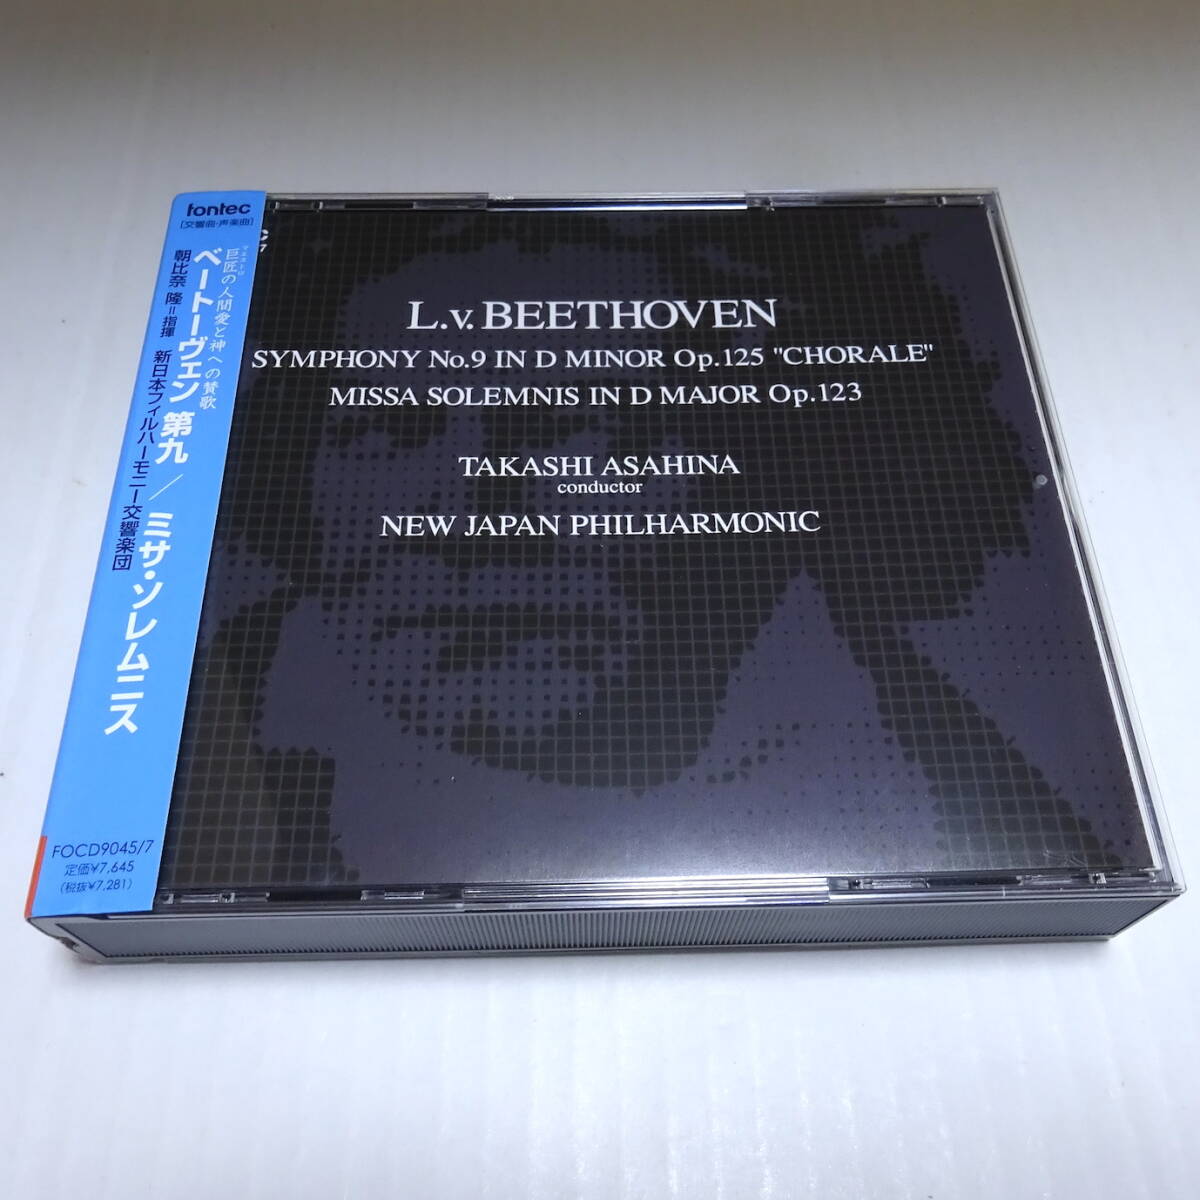 fontec
[交響曲・声楽曲]
マエストロ
巨匠の人間愛と神への賛歌
ベートーヴェン 第九／ミサ・ソレムニス
朝比奈 隆=指揮 新日本フィルハーモニー交響楽団
FOCD9045/7
定価¥7,645
(税抜¥7,281)
L.v.BEETHOVEN
SYMPHONY No.9 IN D MINOR Op.125 "CHORALE"
MISSA SOLEMNIS IN D MAJOR Op.123
TAKASHI ASAHINA
conductor
NEW JAPAN PHILHARMONIC